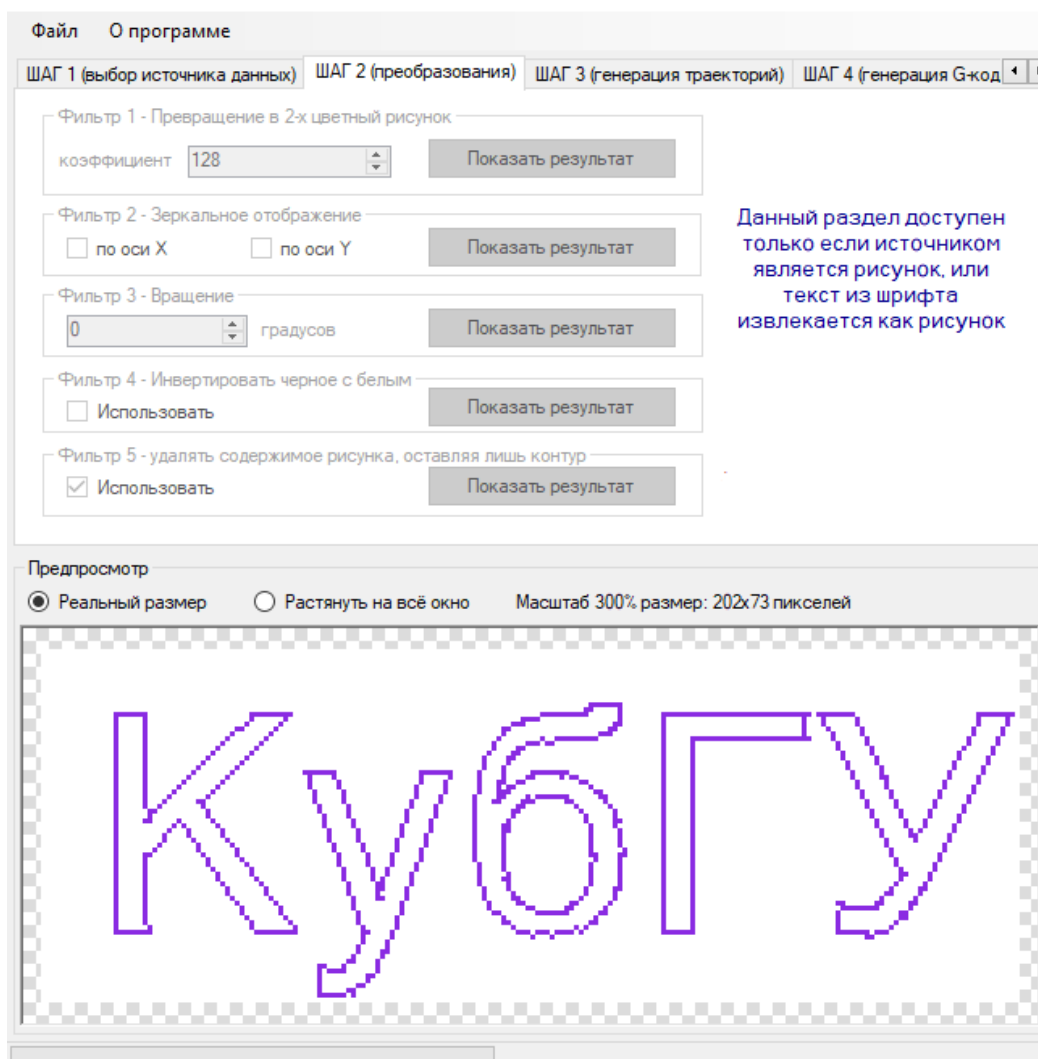 Файл О программе
ШАГ 1 (выбор источника данных) ШАГ 2 (преобразования) ШАГ 3 (генерация траекторий) ШАГ 4 (генерация G-код
Фильтр 1 - Превращение в 2-х цветный рисунок
коэффициент 128 Показать результат
Фильтр 2 - Зеркальное отображение
по оси X по оси Y Показать результат
Фильтр 3 - Вращение
0 градусов Показать результат
Фильтр 4 - Инвертировать черное с белым
Использовать Показать результат
Фильтр 5 - удалять содержимое рисунка, оставляя лишь контур
Использовать Показать результат
Данный раздел доступен
только если источником
является рисунок, или
текст из шрифта
извлекается как рисунок
Предпросмотр
Реальный размер Растянуть на всё окно Масштаб 300% размер: 202x73 пикселей
КубГУ